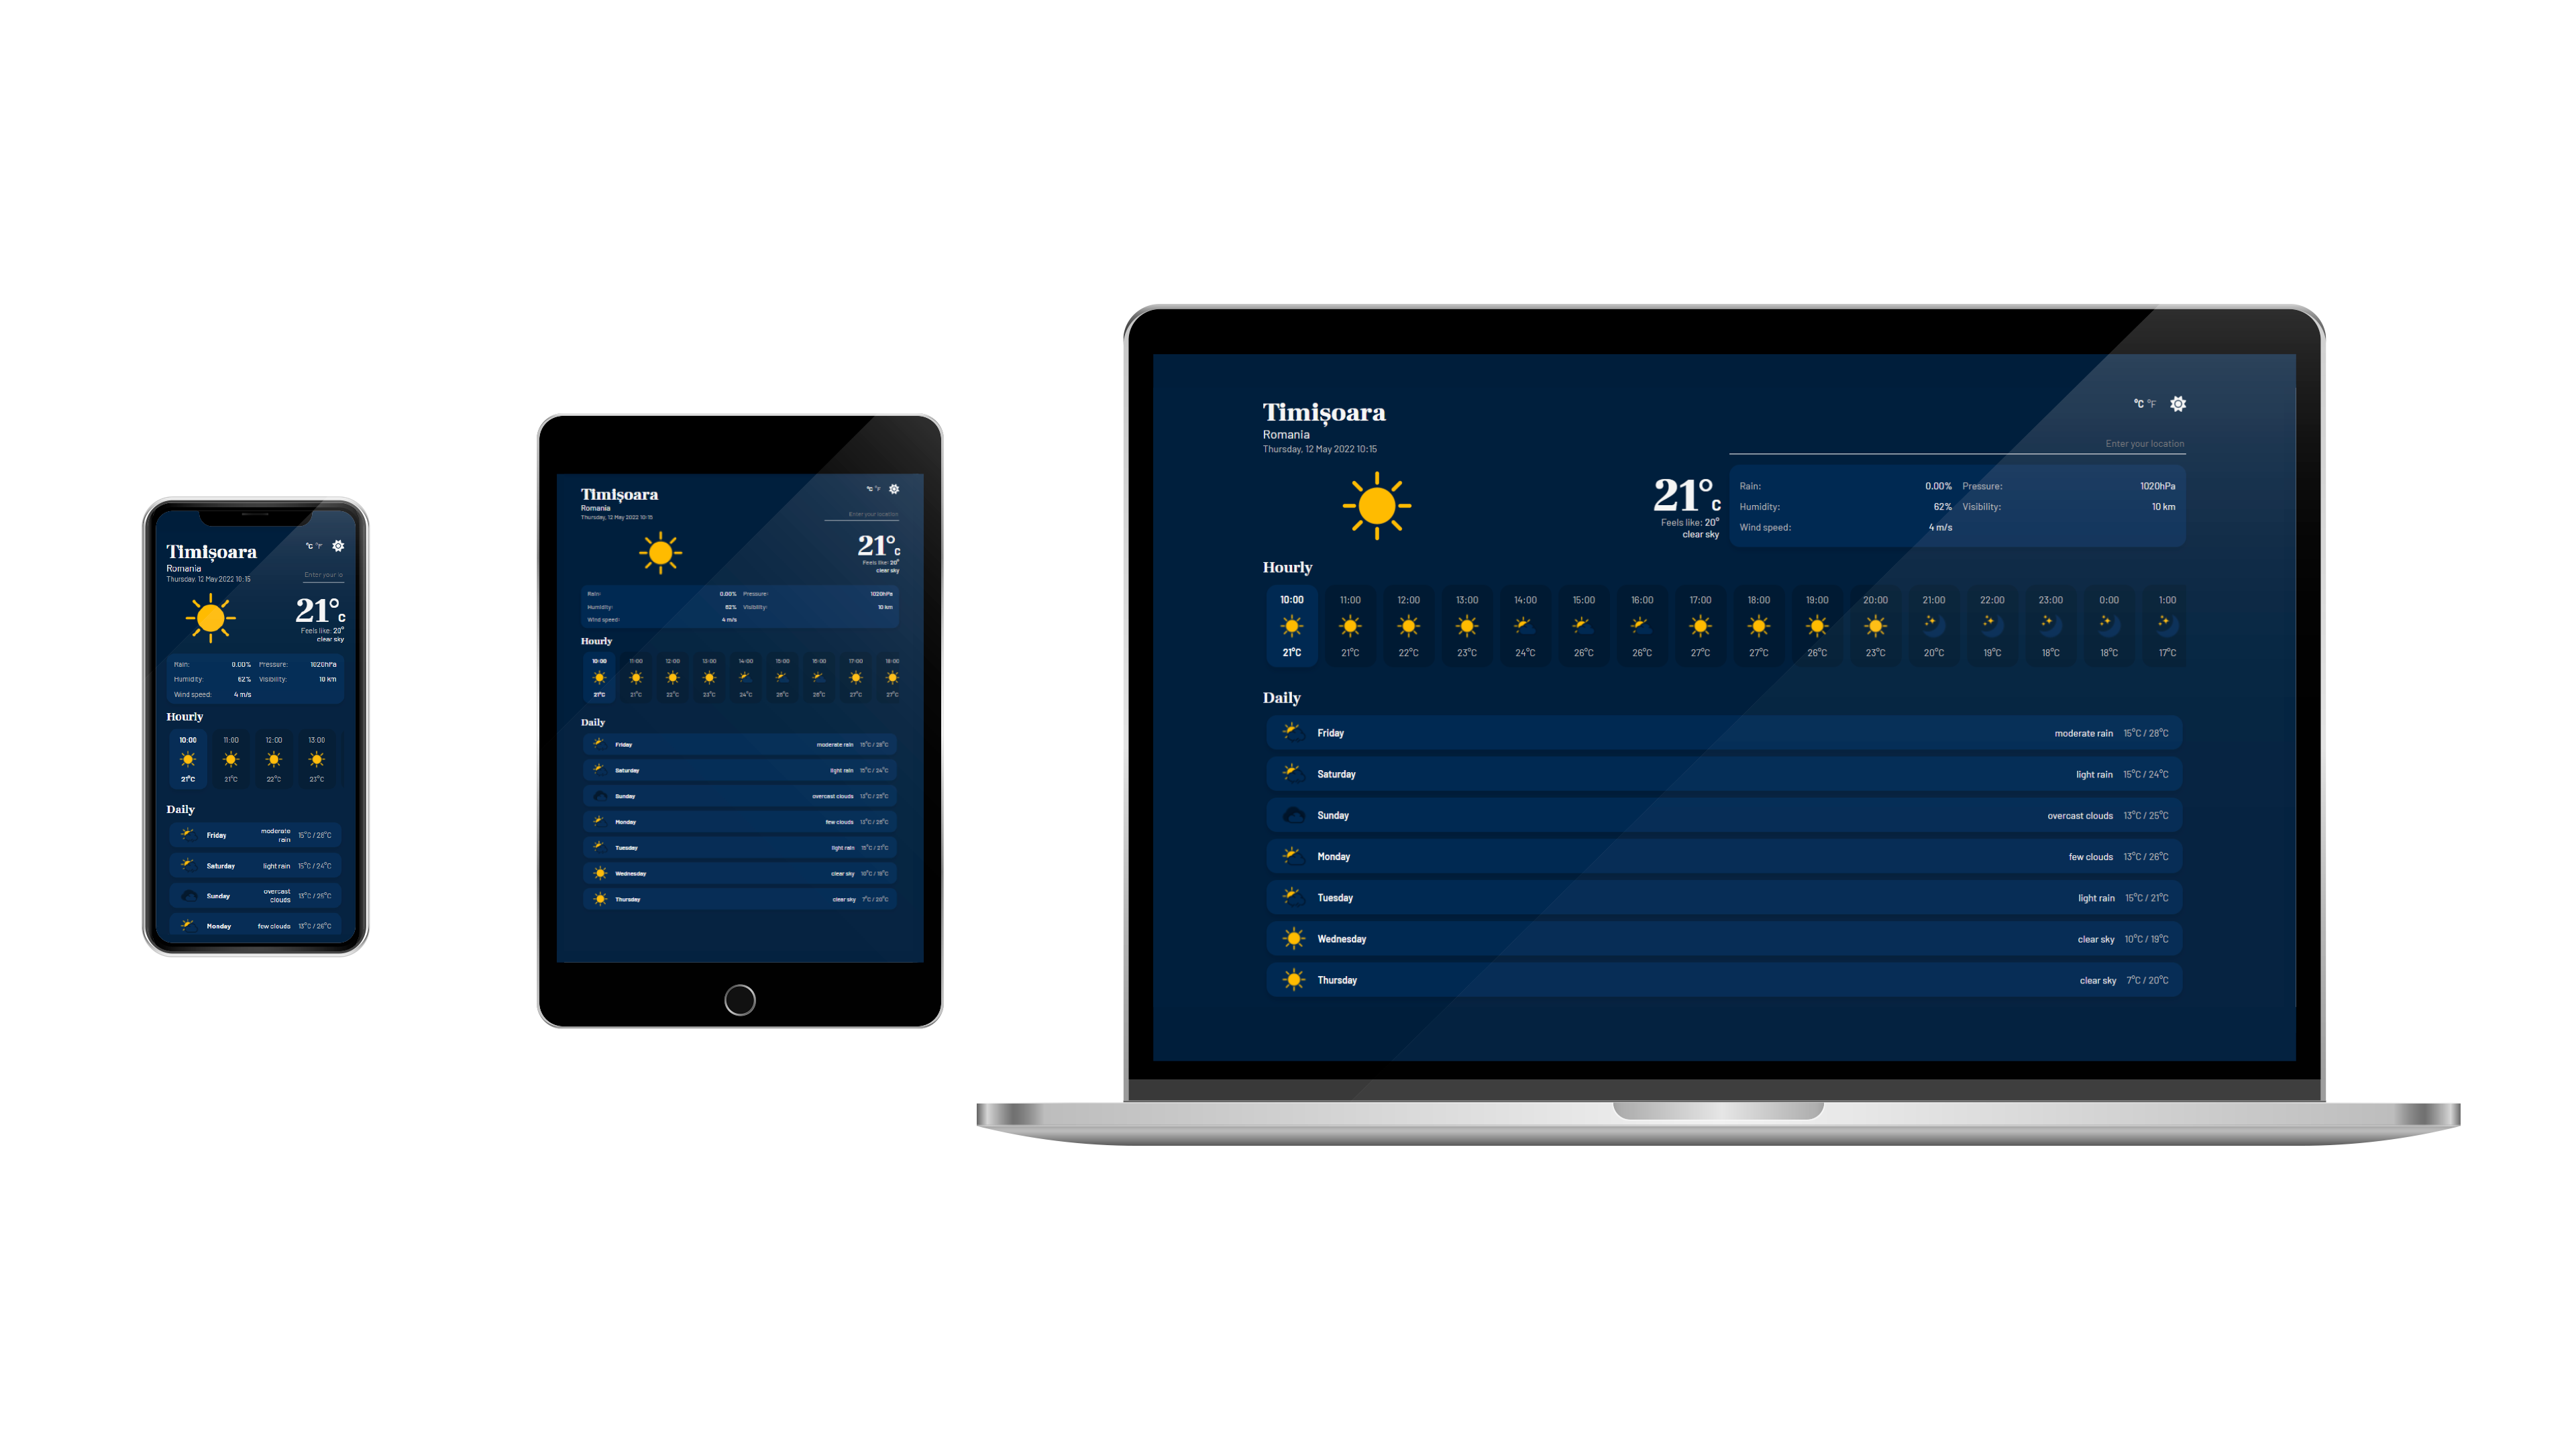 Timișoara
°C °F
Romania
Thursday, 12 May 2022 10:15
Enter your lo
21°C
Feels like: 20°
clear sky
Rain: 0.00% Pressure: 1020hPa
Humidity: 62% Visibility: 10 km
Wind speed: 4 m/s
Hourly
10:00 11:00 12:00 13:00
21°C 21°C 22°C 23°C
Daily
Friday moderate rain 15°C / 28°C
Saturday light rain 15°C / 24°C
Sunday overcast clouds 13°C / 25°C
Monday few clouds 13°C / 26°C
Timișoara
°C °F
Romania
Thursday, 12 May 2022 10:15
Enter your location
21°C
Feels like: 20°
clear sky
Rain: 0.00% Pressure: 1020hPa
Humidity: 62% Visibility: 10 km
Wind speed: 4 m/s
Hourly
10:00 11:00 12:00 13:00 14:00 15:00 16:00 17:00 18:00
21°C 21°C 22°C 23°C 24°C 26°C 26°C 27°C 27°C
Daily
Friday moderate rain 15°C / 28°C
Saturday light rain 15°C / 24°C
Sunday overcast clouds 13°C / 25°C
Monday few clouds 13°C / 26°C
Tuesday light rain 15°C / 21°C
Wednesday clear sky 10°C / 19°C
Thursday clear sky 7°C / 20°C
Timișoara
°C °F
Romania
Thursday, 12 May 2022 10:15
Enter your location
21°C
Feels like: 20°
clear sky
Rain: 0.00% Pressure: 1020hPa
Humidity: 62% Visibility: 10 km
Wind speed: 4 m/s
Hourly
10:00 11:00 12:00 13:00 14:00 15:00 16:00 17:00 18:00 19:00 20:00 21:00 22:00 23:00 0:00 1:00
21°C 21°C 22°C 23°C 24°C 26°C 26°C 27°C 27°C 26°C 23°C 20°C 19°C 18°C 18°C 17°C
Daily
Friday moderate rain 15°C / 28°C
Saturday light rain 15°C / 24°C
Sunday overcast clouds 13°C / 25°C
Monday few clouds 13°C / 26°C
Tuesday light rain 15°C / 21°C
Wednesday clear sky 10°C / 19°C
Thursday clear sky 7°C / 20°C